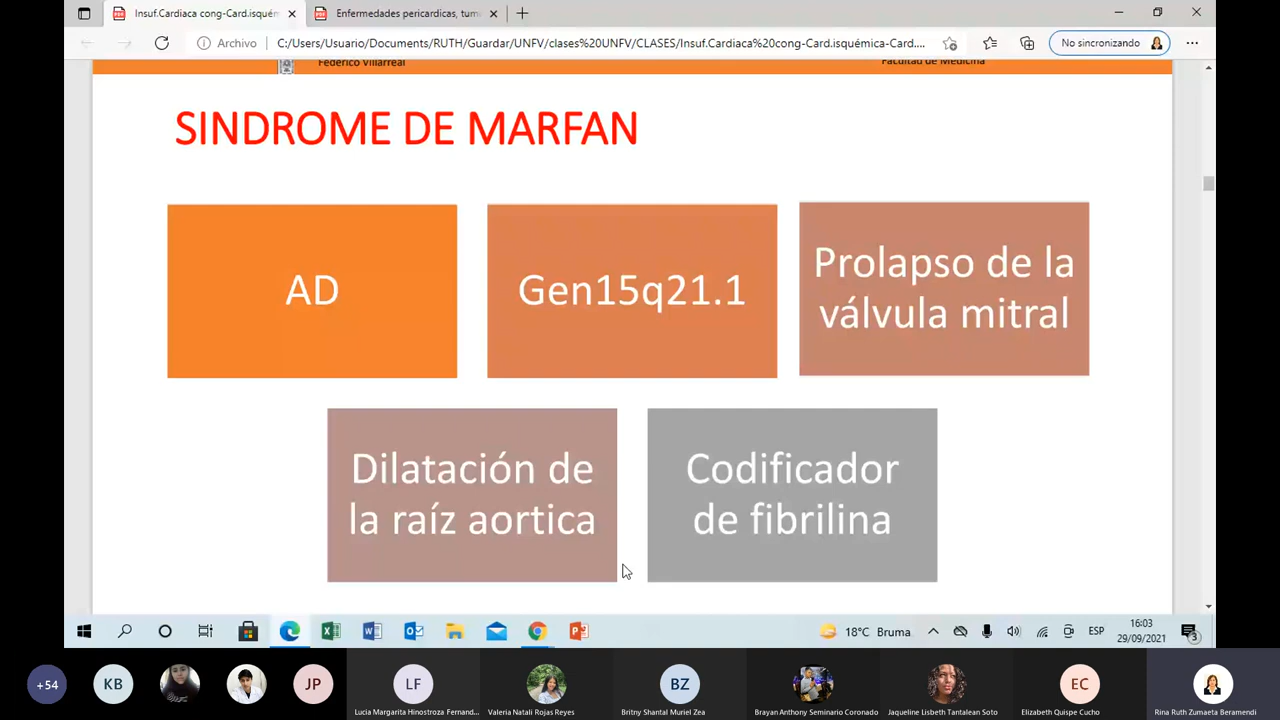 Insuf.Cardiaca cong-Card.isquém
Enfermedades pericardicas, tume
Archivo
C:/Users/Usuario/Documents/RUTH/Guardar/UNFV/clases%20UNFV/CLASES/Insuf.Cardiaca%20cong-Card.isquémica-Card....
No sincronizando
Federico Villarreal
Facultad de Medicina
SINDROME DE MARFAN
AD
Gen15q21.1
Prolapso de la
válvula mitral
Dilatación de
la raíz aortica
Codificador
de fibrilina
18°C Bruma
ESP
16:03
29/09/2021
3
+54
KB
JP
LF
BZ
EC
Lucia Margarita Hinostroza Fernand...
Valeria Natali Rojas Reyes
Britny Shantal Muriel Zea
Brayan Anthony Seminario Coronado
Jaqueline Lisbeth Tantalean Soto
Elizabeth Quispe Cucho
Rina Ruth Zumaeta Beramendi